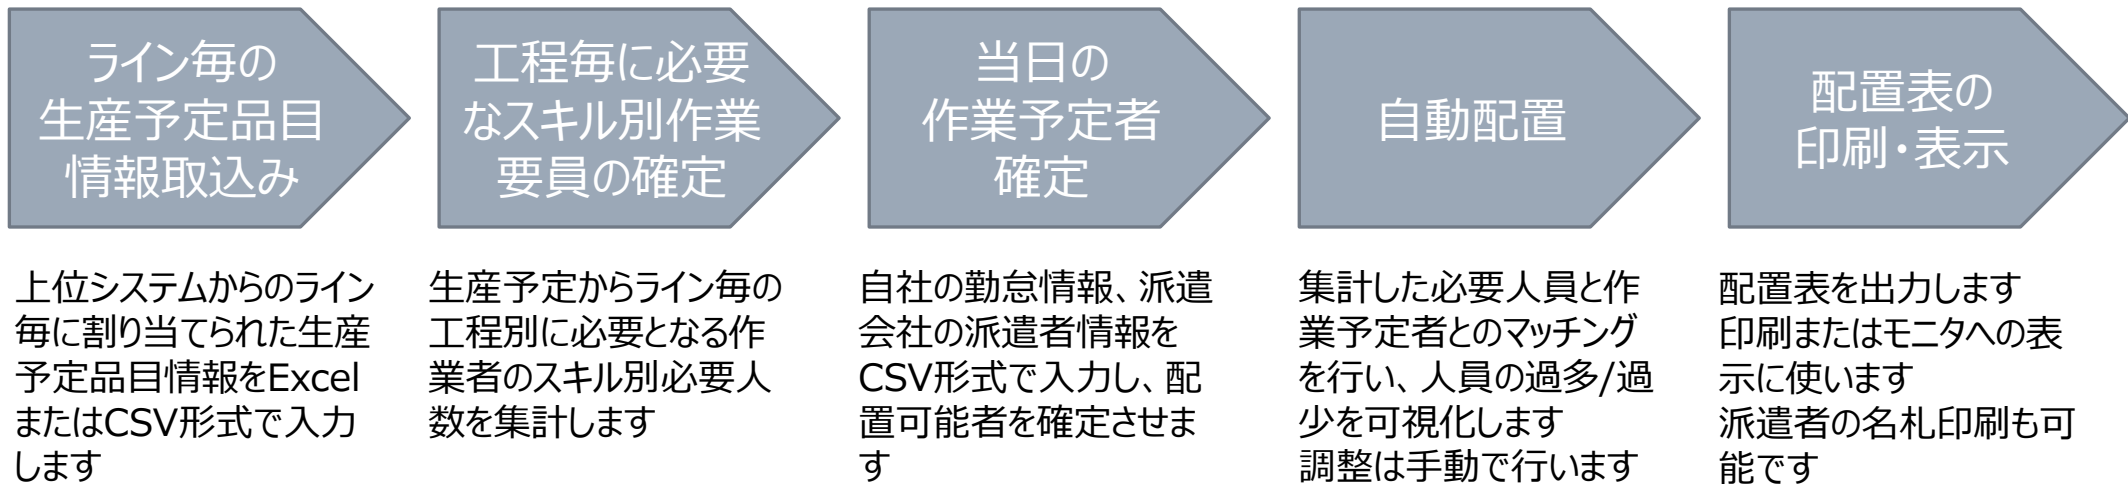 ライン毎の
生産予定品目
情報取込み
工程毎に必要
なスキル別作業
要員の確定
当日の
作業予定者
確定
自動配置
配置表の
印刷・表示
上位システムからのライン
毎に割り当てられた生産
予定品目情報をExcel
またはCSV形式で入力
します
生産予定からライン毎の
工程別に必要となる作
業者のスキル別必要人
数を集計します
自社の勤怠情報、派遣
会社の派遣者情報を
CSV形式で入力し、配
置可能者を確定させま
す
集計した必要人員と作
業予定者とのマッチング
を行い、人員の過多/過
少を可視化します
調整は手動で行います
配置表を出力します
印刷またはモニタへの表
示に使います
派遣者の名札印刷も可
能です